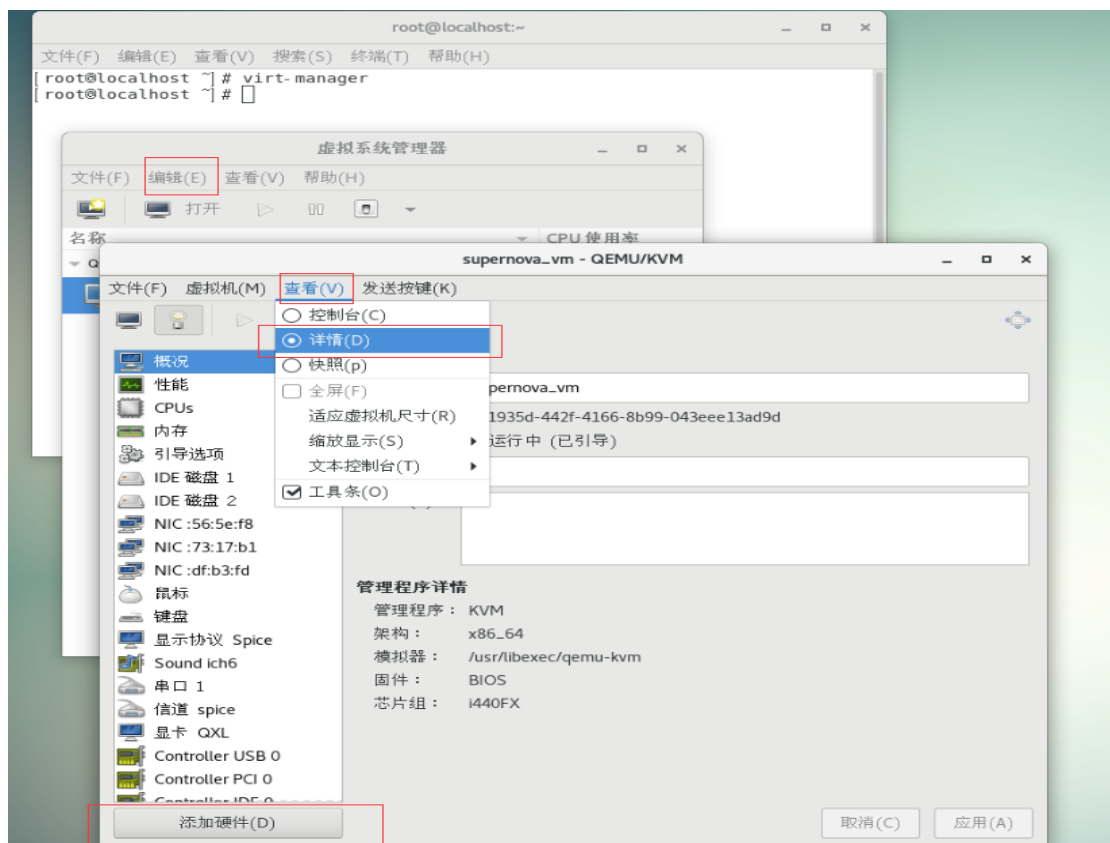 root@localhost:~
文件(F) 编辑(E) 查看(V) 搜索(S) 终端(T) 帮助(H)
[root@localhost ~]# virt-manager
[root@localhost ~]#
虚拟系统管理器
文件(F) 编辑(E) 查看(V) 帮助(H)
打开
名称 CPU 使用率
supernova_vm - QEMU/KVM
文件(F) 虚拟机(M) 查看(V) 发送按键(K)
控制台(C)
详情(D)
快照(p)
全屏(F)
适应虚拟机尺寸(R)
缩放显示(S)
文本控制台(T)
工具条(O)
概况
性能
CPUs
内存
引导选项
IDE 磁盘 1
IDE 磁盘 2
NIC :56:5e:f8
NIC :73:17:b1
NIC :df:b3:fd
鼠标
键盘
显示协议 Spice
Sound ich6
串口 1
信道 spice
显卡 QXL
Controller USB 0
Controller PCI 0
Controller IDE 0
添加硬件(D)
pernova_vm
1935d-442f-4166-8b99-043eee13ad9d
运行中 (已引导)
管理程序详情
管理程序: KVM
架构: x86_64
模拟器: /usr/libexec/qemu-kvm
固件: BIOS
芯片组: i440FX
取消(C) 应用(A)